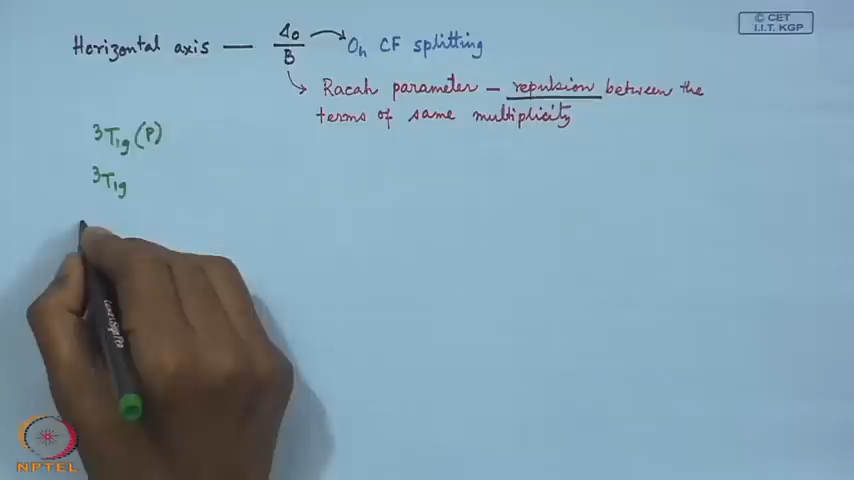 © CET
I.I.T. KGP
Horizontal axis — Δo/B → Oh CF splitting
→ Racah parameter — repulsion between the
terms of same multiplicity
³T1g(P)
³T1g
NPTEL